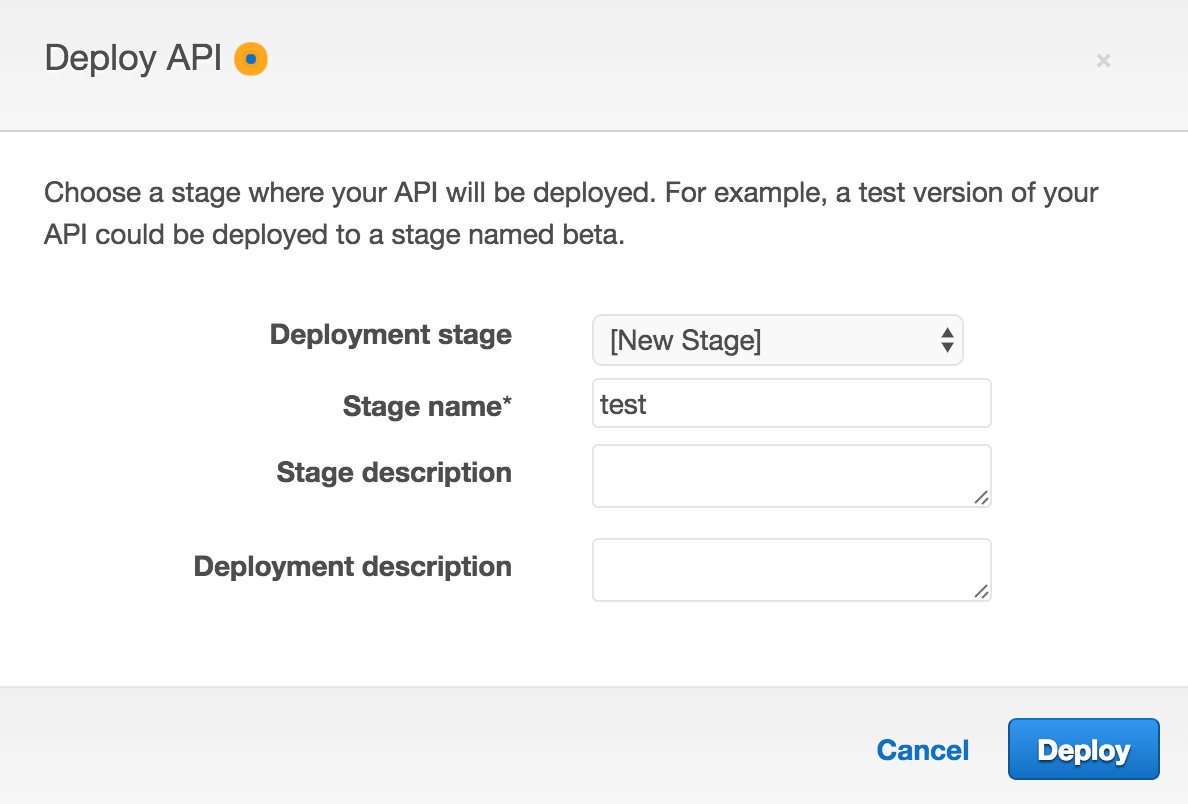 Deploy API
×
Choose a stage where your API will be deployed. For example, a test version of your
API could be deployed to a stage named beta.
Deployment stage [New Stage]
Stage name* test
Stage description
Deployment description
Cancel Deploy